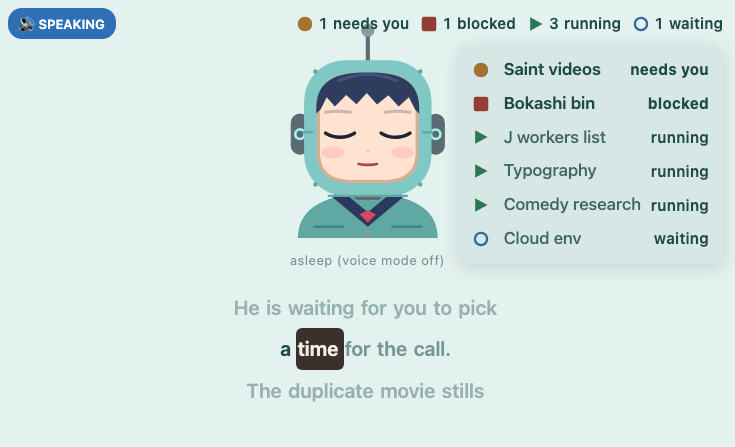 SPEAKING
1 needs you 1 blocked 3 running 1 waiting
Saint videos needs you
Bokashi bin blocked
J workers list running
Typography running
Comedy research running
Cloud env waiting
asleep (voice mode off)
He is waiting for you to pick
a time for the call.
The duplicate movie stills